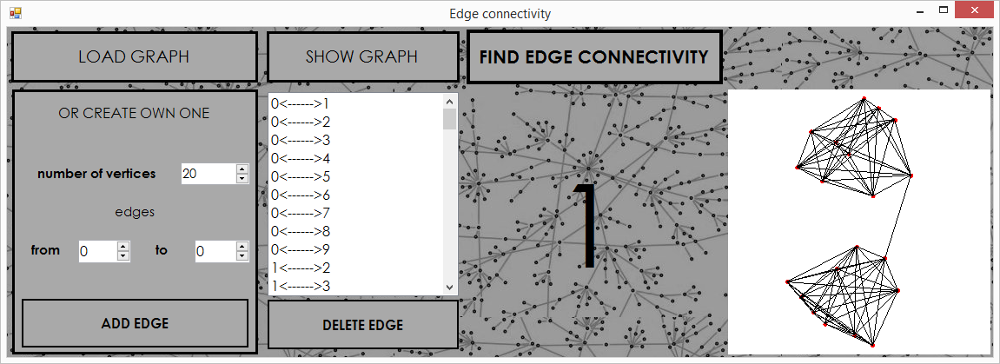 Edge connectivity
LOAD GRAPH
SHOW GRAPH
FIND EDGE CONNECTIVITY
OR CREATE OWN ONE
number of vertices 20
edges
from 0 to 0
ADD EDGE
0<------>1
0<------>2
0<------>3
0<------>4
0<------>5
0<------>6
0<------>7
0<------>8
0<------>9
1<------>2
1<------>3
DELETE EDGE
1